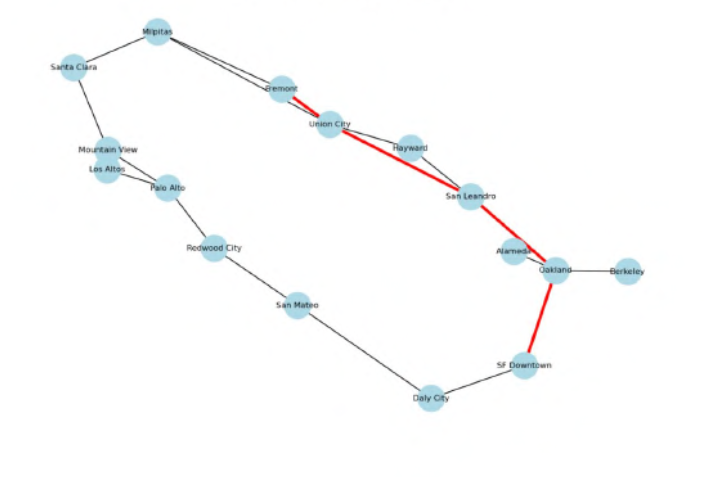 Milpitas
Santa Clara
Fremont
Union City
Hayward
Mountain View
Los Altos
Palo Alto
San Leandro
Redwood City
Alameda
Oakland
Berkeley
San Mateo
SF Downtown
Daly City